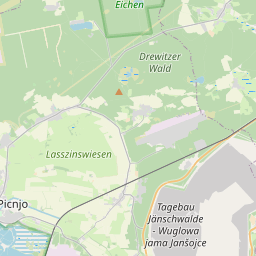 Eichen
Drewitzer
Wald
Lasszinswiesen
Picnjo
Tagebau
Jänschwalde
- Wuglowa
jama Janšojce